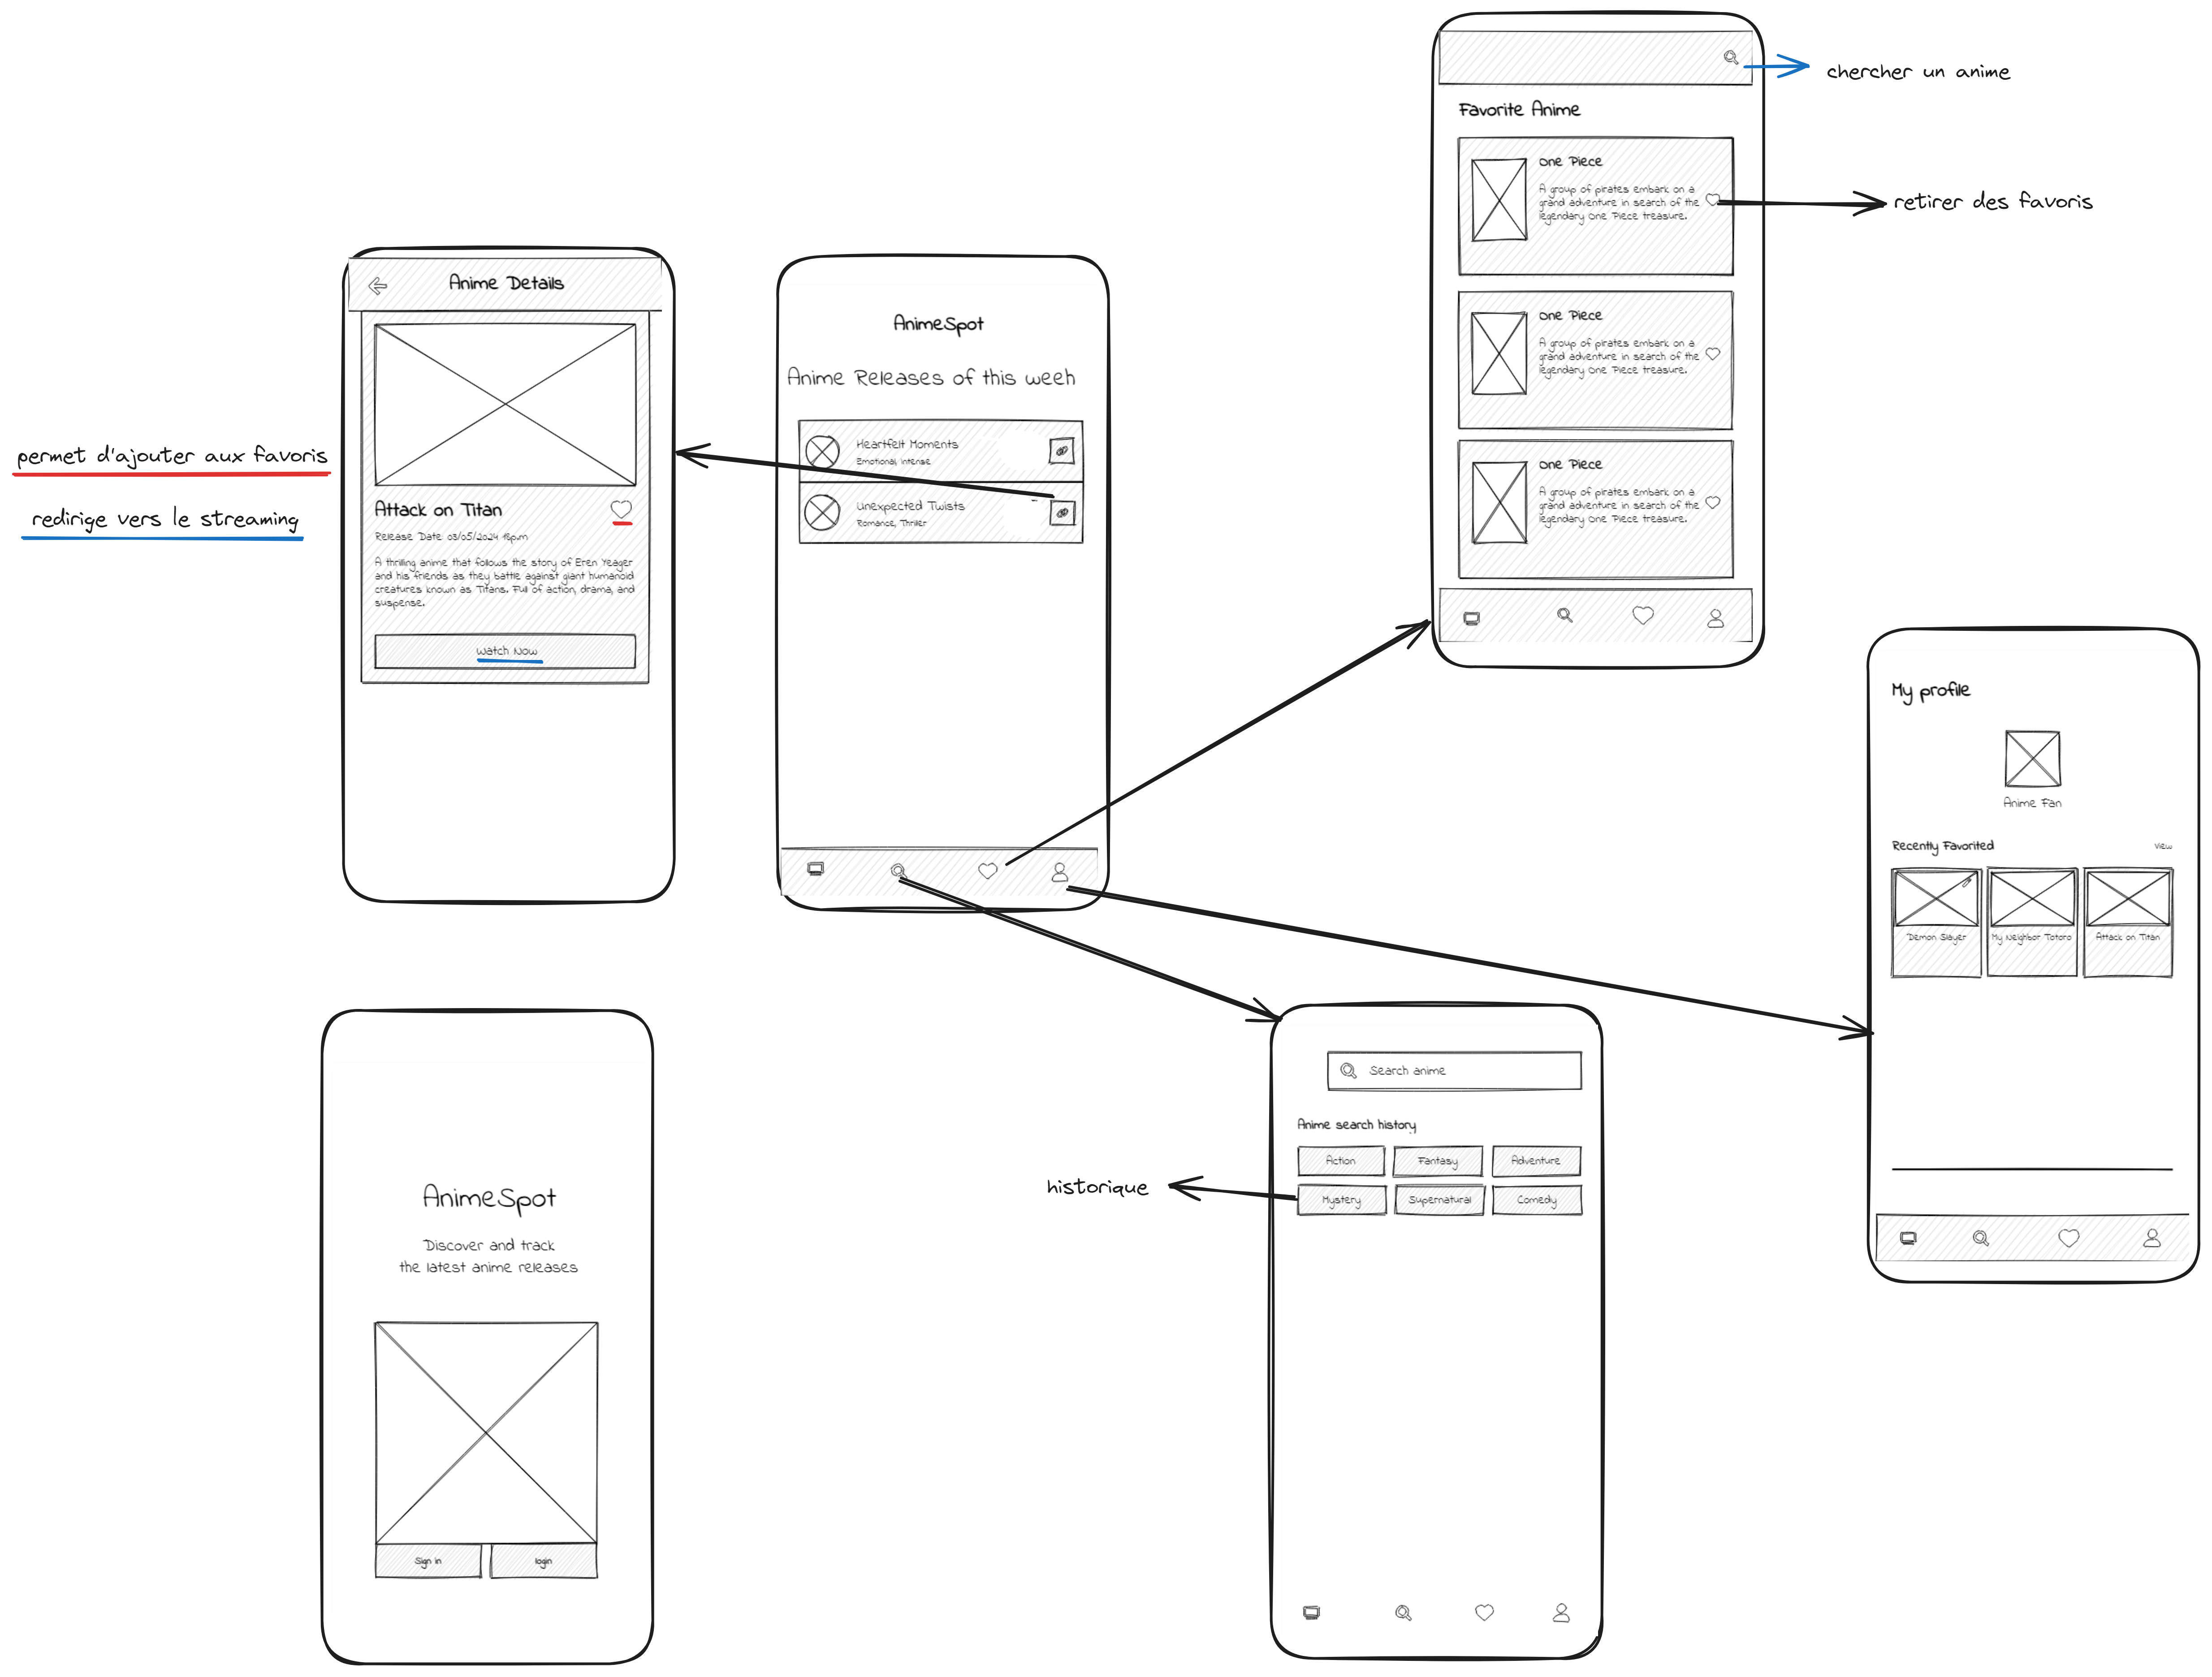 chercher un anime
Favorite Anime
One Piece
A group of pirates embark on a
grand adventure in search of the
legendary One Piece treasure.
retirer des favoris
One Piece
A group of pirates embark on a
grand adventure in search of the
legendary One Piece treasure.
One Piece
A group of pirates embark on a
grand adventure in search of the
legendary One Piece treasure.
Anime Details
permet d'ajouter aux favoris
redirige vers le streaming
Attack on Titan
Release Date: 03/05/2024 16p.m
A thrilling anime that follows the story of Eren Yeager
and his friends as they battle against giant humanoid
creatures known as Titans. Full of action, drama, and
suspense.
Watch Now
AnimeSpot
Anime Releases of this week
Heartfelt Moments
Emotional, Intense
Unexpected Twists
Romance, Thriller
My profile
Anime Fan
Recently Favorited
View
Demon Slayer
My Neighbor Totoro
Attack on Titan
AnimeSpot
Discover and track
the latest anime releases
Sign in
login
Search anime
Anime search history
Action
Fantasy
Adventure
historique
Mystery
Supernatural
Comedy